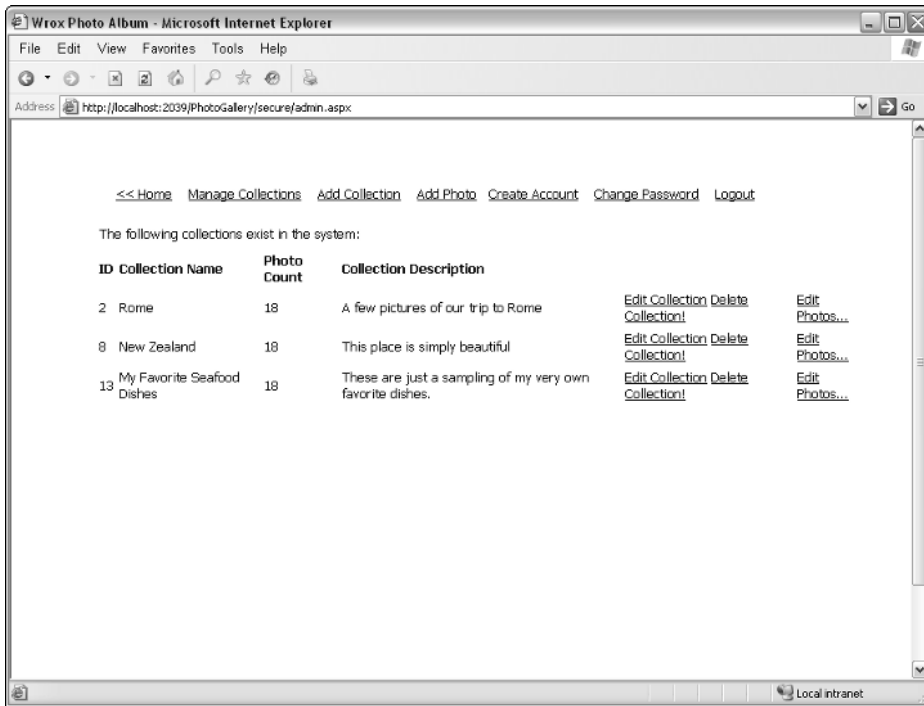 Wrox Photo Album - Microsoft Internet Explorer
File Edit View Favorites Tools Help
Address http://localhost:2039/PhotoGallery/secure/admin.aspx Go
<< Home Manage Collections Add Collection Add Photo Create Account Change Password Logout
The following collections exist in the system:
ID Collection Name Photo Count Collection Description
2 Rome 18 A few pictures of our trip to Rome Edit Collection Delete Collection! Edit Photos...
8 New Zealand 18 This place is simply beautiful Edit Collection Delete Collection! Edit Photos...
13 My Favorite Seafood Dishes 18 These are just a sampling of my very own favorite dishes. Edit Collection Delete Collection! Edit Photos...
Local intranet